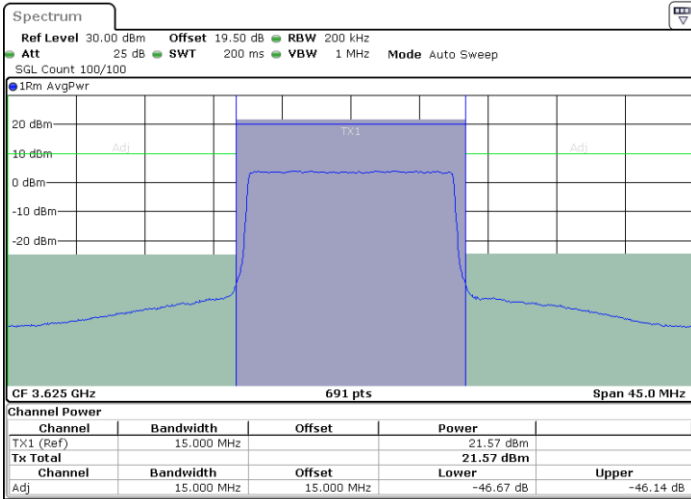 Spectrum
Ref Level 30.00 dBm Offset 19.50 dB RBW 200 kHz
Att 25 dB SWT 200 ms VBW 1 MHz Mode Auto Sweep
SGL Count 100/100
1Rm AvgPwr
20 dBm
TX1
Adj Adj
10 dBm
0 dBm
-10 dBm
-20 dBm
CF 3.625 GHz 691 pts Span 45.0 MHz
Channel Power
Channel Bandwidth Offset Power
TX1 (Ref) 15.000 MHz 21.57 dBm
Tx Total 21.57 dBm
Channel Bandwidth Offset Lower Upper
Adj 15.000 MHz 15.000 MHz -46.67 dB -46.14 dB